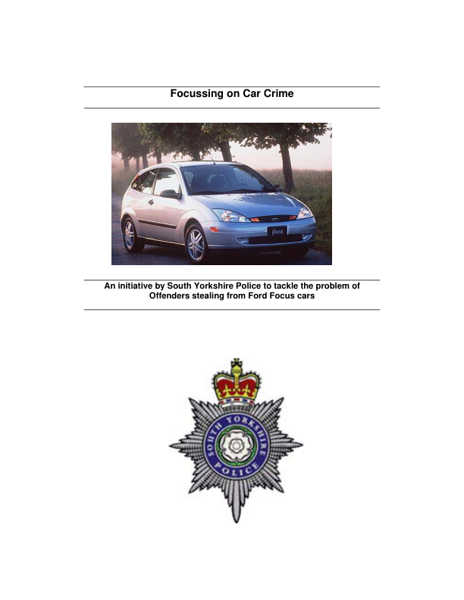 Focussing on Car Crime
focus
An initiative by South Yorkshire Police to tackle the problem of
Offenders stealing from Ford Focus cars
SOUTH YORKSHIRE
POLICE